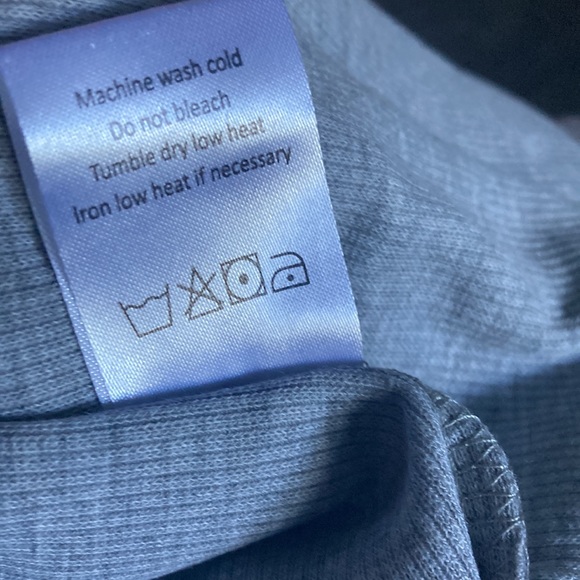 Machine wash cold
Do not bleach
Tumble dry low heat
Iron low heat if necessary